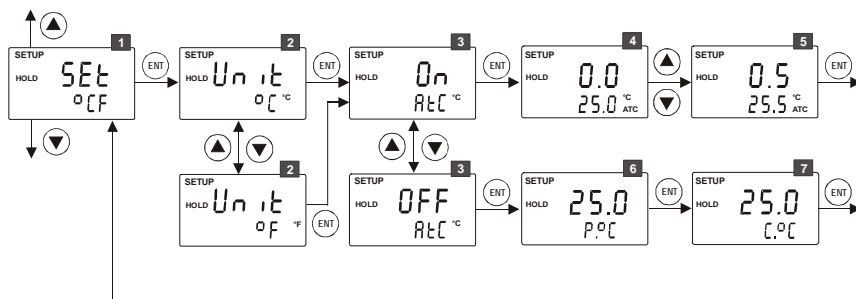 1
SETUP
HOLD SEt
°CF
ENT
2
SETUP
HOLD Unit
°C °C
ENT
3
SETUP
HOLD On
AtC °C
ENT
4
SETUP
HOLD 0.0
25.0 °C ATC
5
SETUP
HOLD 0.5
25.5 °C ATC
ENT
2
SETUP
HOLD Unit
°F °F
ENT
3
SETUP
HOLD OFF
AtC °C
ENT
6
SETUP
HOLD 25.0
P.°C
ENT
7
SETUP
HOLD 25.0
C.°C
ENT